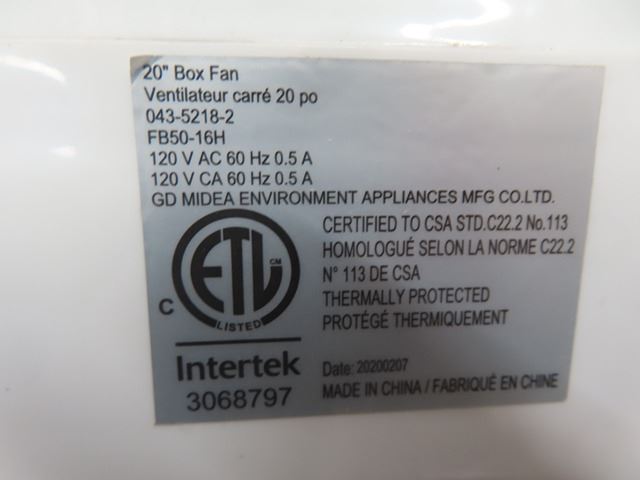 20" Box Fan
Ventilateur carré 20 po
043-5218-2
FB50-16H
120 V AC 60 Hz 0.5 A
120 V CA 60 Hz 0.5 A
GD MIDEA ENVIRONMENT APPLIANCES MFG CO.LTD.
CERTIFIED TO CSA STD.C22.2 No.113
HOMOLOGUÉ SELON LA NORME C22.2
N° 113 DE CSA
THERMALLY PROTECTED
PROTÉGÉ THERMIQUEMENT
C ETL CM
LISTED
Intertek
3068797
Date: 20200207
MADE IN CHINA / FABRIQUÉ EN CHINE